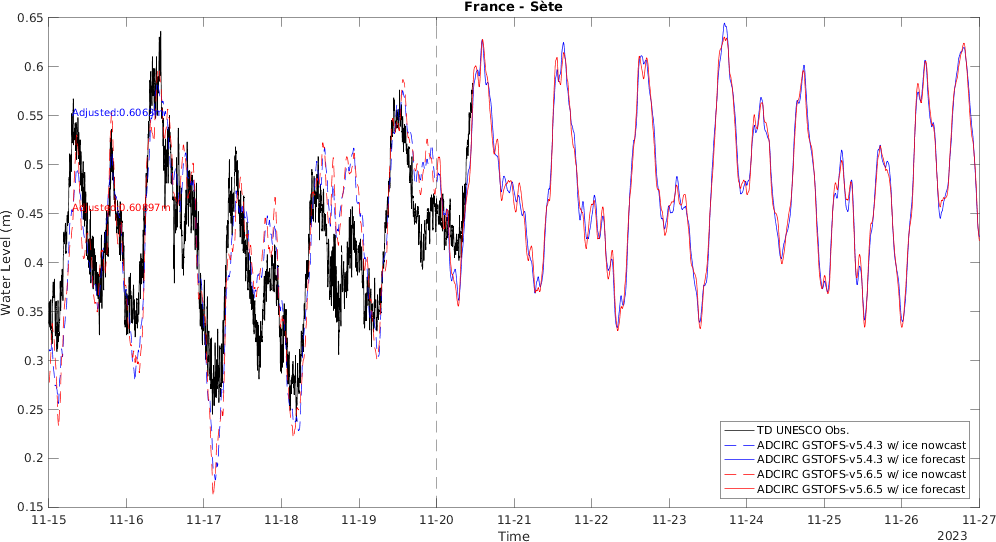 France - Sète
Water Level (m)
0.65
0.6
0.55
0.5
0.45
0.4
0.35
0.3
0.25
0.2
0.15
Adjusted:0.606
TD UNESCO Obs.
ADCIRC GSTOFS-v5.4.3 w/ ice nowcast
ADCIRC GSTOFS-v5.4.3 w/ ice forecast
ADCIRC GSTOFS-v5.6.5 w/ ice nowcast
ADCIRC GSTOFS-v5.6.5 w/ ice forecast
11-15 11-16 11-17 11-18 11-19 11-20 11-21 11-22 11-23 11-24 11-25 11-26 11-27
Time
2023